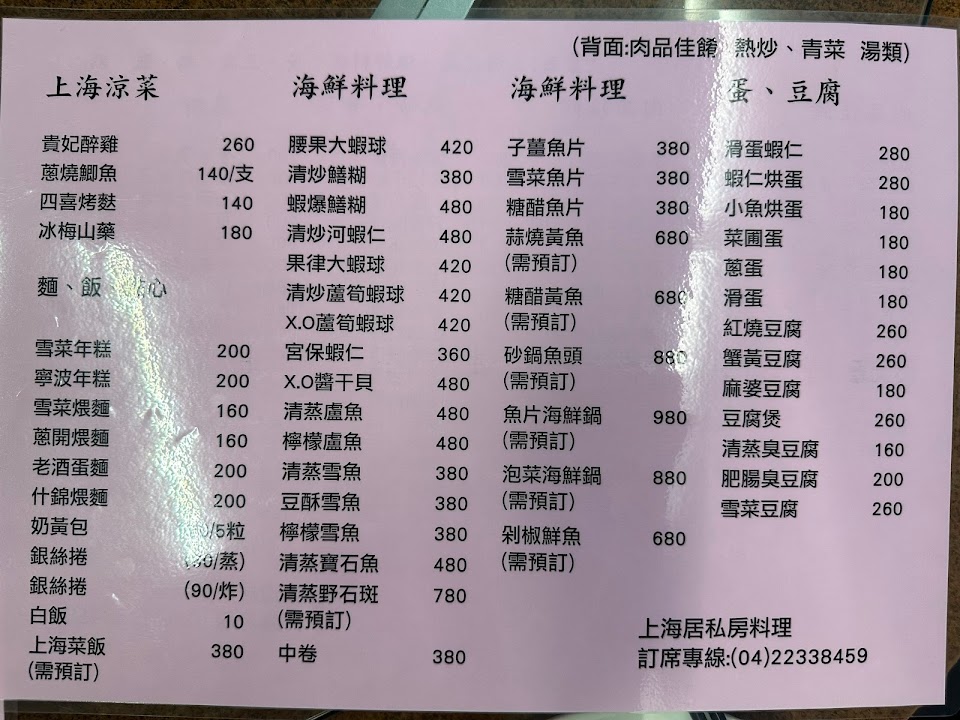 (背面:肉品佳餚 熱炒、青菜 湯類)
上海涼菜
貴妃醉雞 260
蔥燒鯽魚 140/支
四喜烤麩 140
冰梅山藥 180
麵、飯 心
雪菜年糕 200
寧波年糕 200
雪菜煨麵 160
蔥開煨麵 160
老酒蛋麵 200
什錦煨麵 200
奶黃包 /5粒
銀絲捲 0/蒸)
銀絲捲 (90/炸)
白飯 10
上海菜飯 380
(需預訂)
海鮮料理
腰果大蝦球 420
清炒鱔糊 380
蝦爆鱔糊 480
清炒河蝦仁 480
果律大蝦球 420
清炒蘆筍蝦球 420
X.O蘆筍蝦球 420
宮保蝦仁 360
X.O醬干貝 480
清蒸盧魚 480
檸檬盧魚 480
清蒸雪魚 380
豆酥雪魚 380
檸檬雪魚 380
清蒸寶石魚 480
清蒸野石斑 780
(需預訂)
中卷 380
海鮮料理
子薑魚片 380
雪菜魚片 380
糖醋魚片 380
蒜燒黃魚 680
(需預訂)
糖醋黃魚 680
(需預訂)
砂鍋魚頭 880
(需預訂)
魚片海鮮鍋 980
(需預訂)
泡菜海鮮鍋 880
(需預訂)
剁椒鮮魚 680
(需預訂)
蛋、豆腐
滑蛋蝦仁 280
蝦仁烘蛋 280
小魚烘蛋 180
菜圃蛋 180
蔥蛋 180
滑蛋 180
紅燒豆腐 260
蟹黃豆腐 260
麻婆豆腐 180
豆腐煲 260
清蒸臭豆腐 160
肥腸臭豆腐 200
雪菜豆腐 260
上海居私房料理
訂席專線:(04)22338459